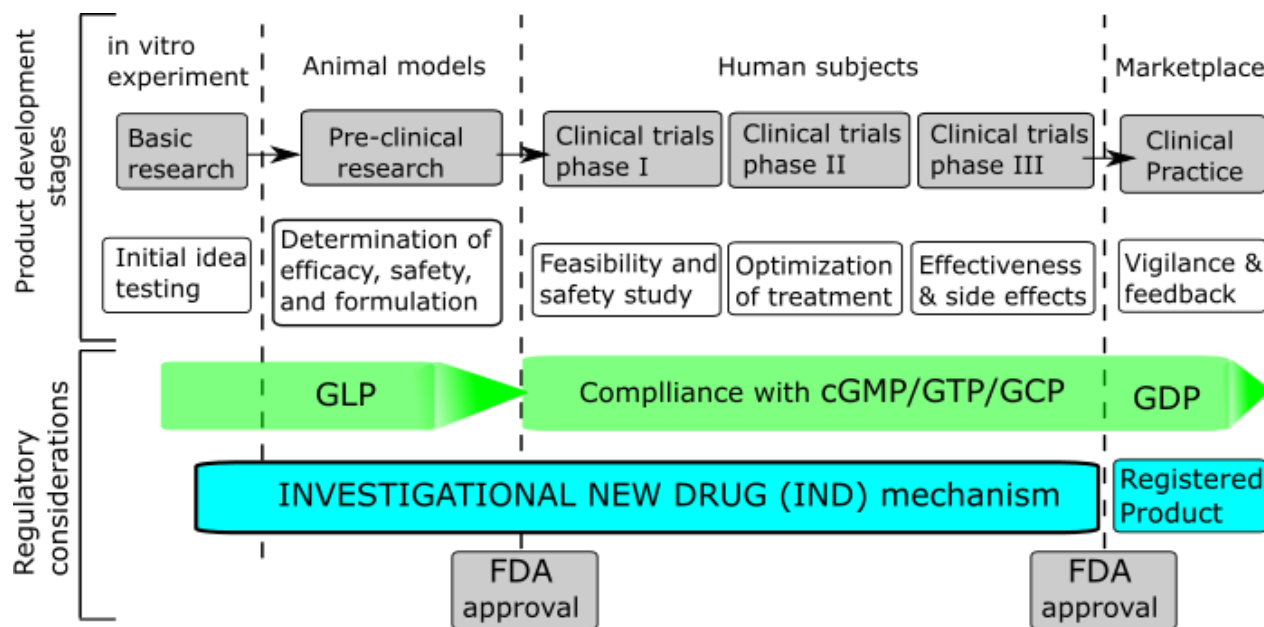 Product development
stages
in vitro
experiment
Animal models
Human subjects
Marketplace
Basic
research
Pre-clinical
research
Clinical trials
phase I
Clinical trials
phase II
Clinical trials
phase III
Clinical
Practice
Initial idea
testing
Determination of
efficacy, safety,
and formulation
Feasibility and
safety study
Optimization
of treatment
Effectiveness
& side effects
Vigilance &
feedback
Regulatory
considerations
GLP
Complliance with cGMP/GTP/GCP
GDP
INVESTIGATIONAL NEW DRUG (IND) mechanism
Registered
Product
FDA
approval
FDA
approval